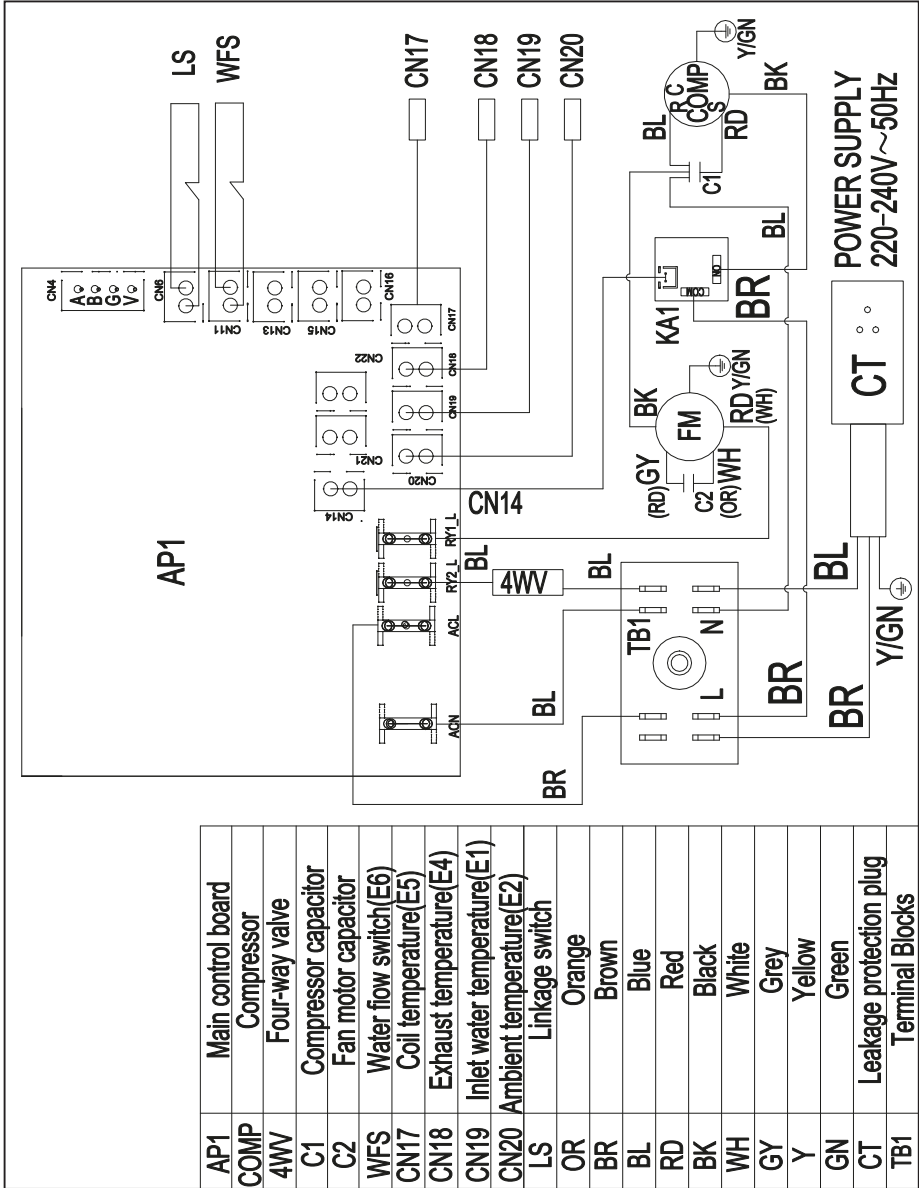 LS
WFS
CN17
CN18
CN19
CN20
Y/GN
COMP
R C
S
BL
RD
BK
C1
BL
POWER SUPPLY
220-240V～50Hz
CN4
A
B
G
V
CN6
CN11
CN13
CN15
CN16
CN17
CN22
CN18
CN19
CN21
CN20
CN14
CN14
AP1
KA1
COM
NO
BR
BK
FM
Y/GN
RD
(WH)
(RD) GY
C2
(OR) WH
CT
RY1_L
RY2_L
ACL
ACN
BL
4WV
BL
TB1
N
L
BL
BR
BL
BR
BR
Y/GN
AP1 Main control board
COMP Compressor
4WV Four-way valve
C1 Compressor capacitor
C2 Fan motor capacitor
WFS Water flow switch(E6)
CN17 Coil temperature(E5)
CN18 Exhaust temperature(E4)
CN19 Inlet water temperature(E1)
CN20 Ambient temperature(E2)
LS Linkage switch
OR Orange
BR Brown
BL Blue
RD Red
BK Black
WH White
GY Grey
Y Yellow
GN Green
CT Leakage protection plug
TB1 Terminal Blocks